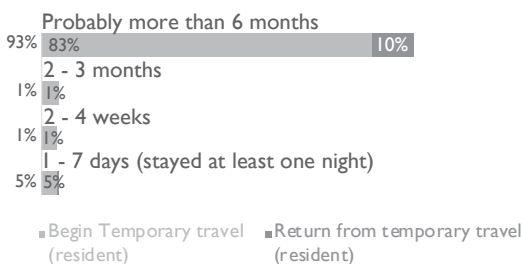 Probably more than 6 months
93% 83% 10%
2 - 3 months
1% 1%
2 - 4 weeks
1% 1%
1 - 7 days (stayed at least one night)
5% 5%
Begin Temporary travel (resident)
Return from temporary travel (resident)